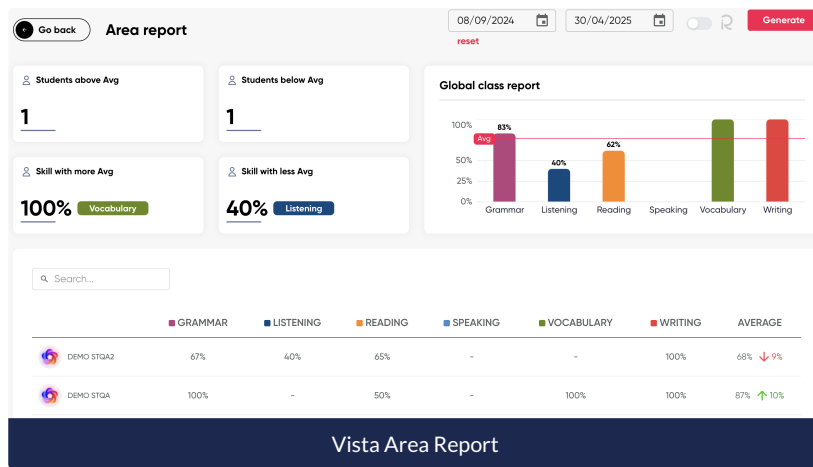 Go back
Area report
08/09/2024
30/04/2025
Generate
reset
Students above Avg
1
Students below Avg
1
Skill with more Avg
100% Vocabulary
Skill with less Avg
40% Listening
Global class report
100%
50%
25%
0%
Avg
83%
40%
62%
Grammar Listening Reading Speaking Vocabulary Writing
Search...
GRAMMAR LISTENING READING SPEAKING VOCABULARY WRITING AVERAGE
DEMO STQA2 67% 40% 65% - - 100% 68% ↓ 9%
DEMO STQA 100% - 50% - 100% 100% 87% ↑ 10%
Vista Area Report